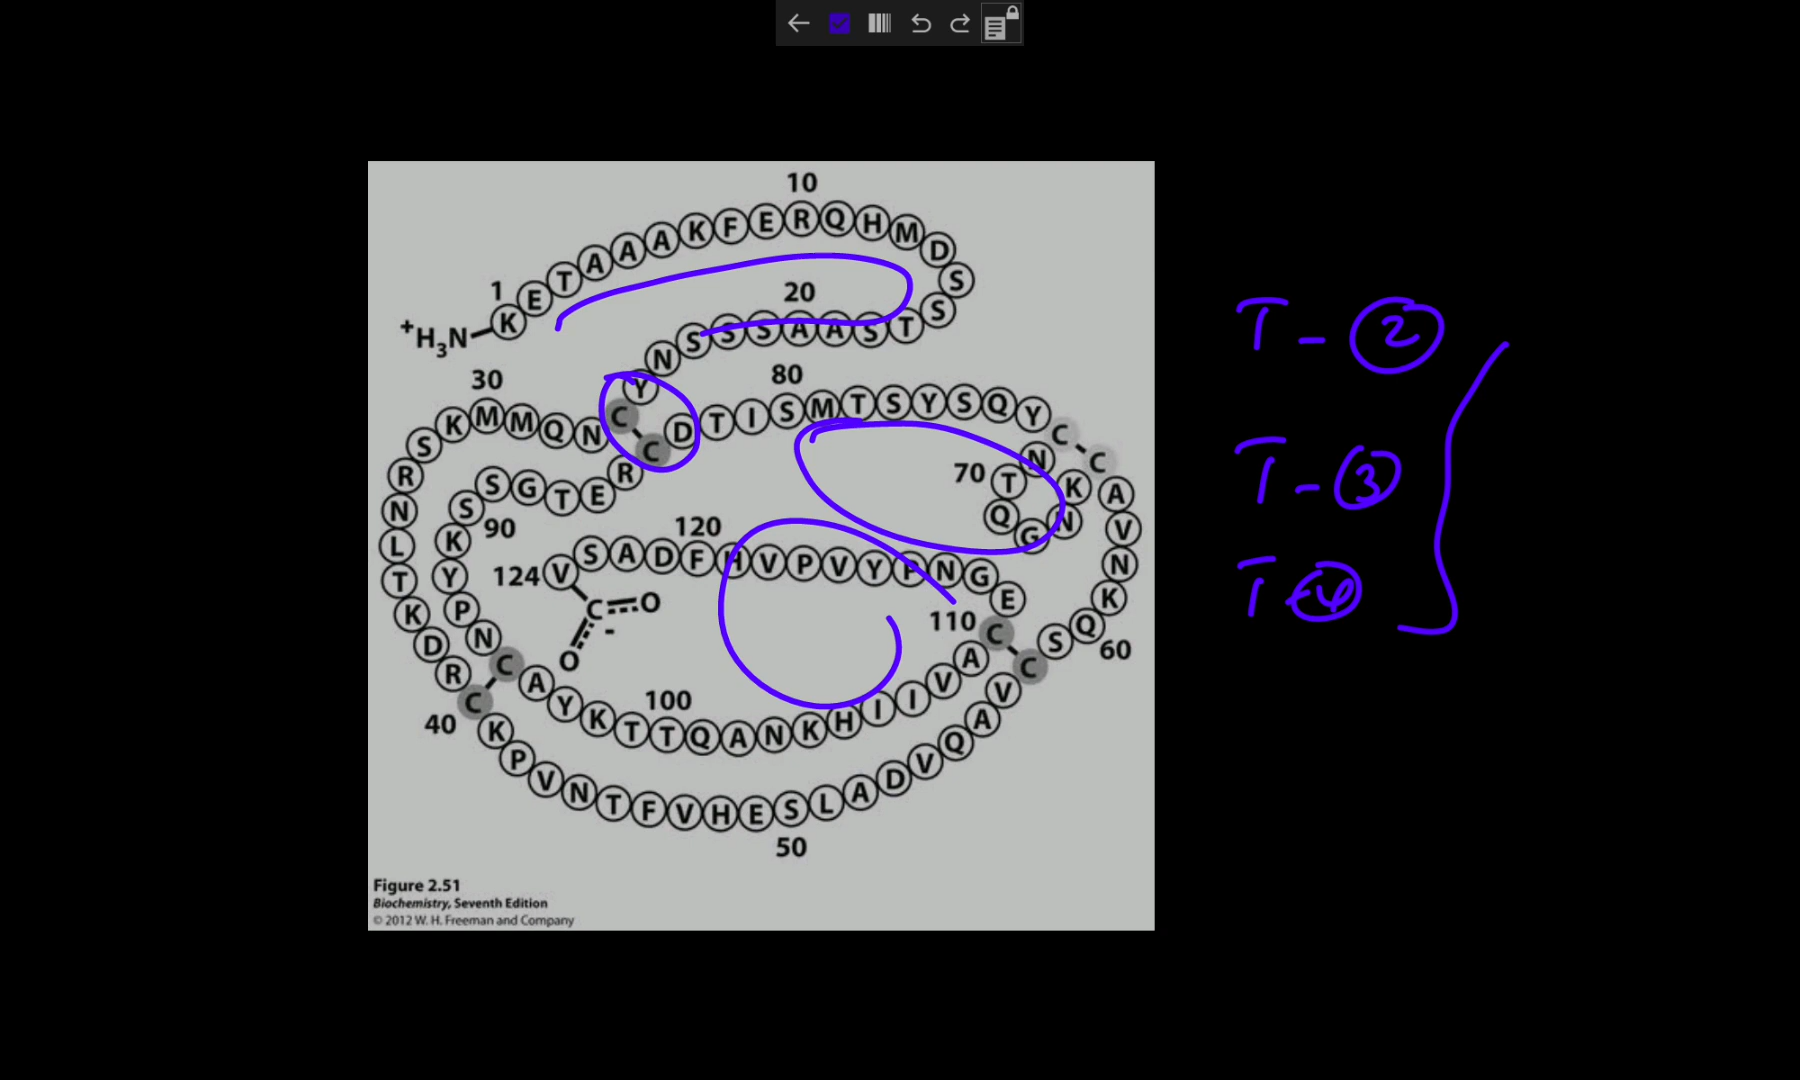 10
K E T A A A K F E R Q H M D S
1
+H3N
20
N S S S A A S T S
Y
30
80
S K M M Q N C D T I S M T S Y S Q Y C
C
R
N
L
T
K
D
R
C
40
S S G T E R
90
K
Y
P
N
C
70 T N K A
Q G N V
N
K
Q
S
60
C
120
124 V S A D F H V P V Y P N G
E
110 C
C O
- O
100
A Y K T T Q A N K H I I V A
K P V N T F V H E S L A D V Q A V
50
Figure 2.51
Biochemistry, Seventh Edition
© 2012 W. H. Freeman and Company
T - 2
T - 3
T - 4